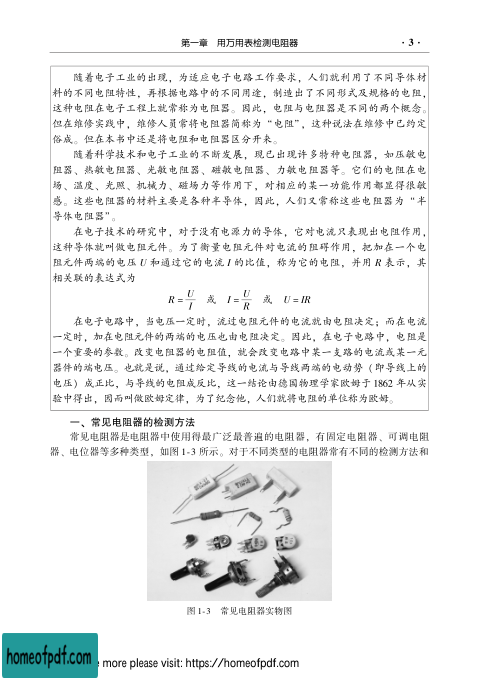 第一章 用万用表检测电阻器 ·3·
随着电子工业的出现，为适应电子电路工作要求，人们就利用了不同导体材
料的不同电阻特性，再根据电路中的不同用途，制造出了不同形式及规格的电阻，
这种电阻在电子工程上就常称为电阻器。因此，电阻与电阻器是不同的两个概念。
但在维修实践中，维修人员常将电阻器简称为“电阻”，这种说法在维修中已约定
俗成。但在本书中还是将电阻和电阻器区分开来。
随着科学技术和电子工业的不断发展，现已出现许多特种电阻器，如压敏电
阻器、热敏电阻器、光敏电阻器、磁敏电阻器、力敏电阻器等。它们的电阻在电
场、温度、光照、机械力、磁场力等作用下，对相应的某一功能作用都显得很敏
感。这些电阻器的材料主要是各种半导体，因此，人们又常称这些电阻器为“半
导体电阻器”。
在电子技术的研究中，对于没有电源力的导体，它对电流只表现出电阻作用，
这种导体就叫做电阻元件。为了衡量电阻元件对电流的阻碍作用，把加在一个电
阻元件两端的电压 U 和通过它的电流 I 的比值，称为它的电阻，并用 R 表示，其
相关联的表达式为
R = U/I 或 I = U/R 或 U = IR
在电子电路中，当电压一定时，流过电阻元件的电流就由电阻决定；而在电流
一定时，加在电阻元件的两端的电压也由电阻决定。因此，在电子电路中，电阻是
一个重要的参数。改变电阻器的电阻值，就会改变电路中某一支路的电流或某一元
器件的端电压。也就是说，通过给定导线的电流与导线两端的电动势（即导线上的
电压）成正比，与导线的电阻成反比，这一结论由德国物理学家欧姆于 1862 年从实
验中得出，因而叫做欧姆定律，为了纪念他，人们就将电阻的单位称为欧姆。
一、常见电阻器的检测方法
常见电阻器是电阻器中使用得最广泛最普遍的电阻器，有固定电阻器、可调电阻
器、电位器等多种类型，如图 1-3 所示。对于不同类型的电阻器常有不同的检测方法和
图 1-3 常见电阻器实物图
homeofpdf.com
more please visit: https://homeofpdf.com